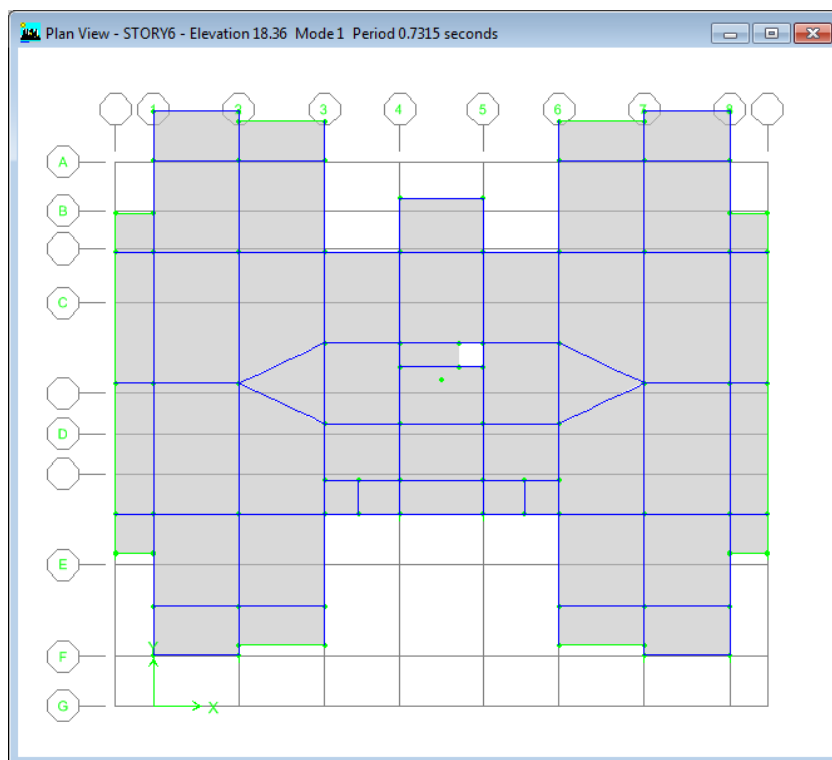 Plan View - STORY6 - Elevation 18.36 Mode 1 Period 0.7315 seconds
1 2 3 4 5 6 7 8
A
B
C
D
E
F
Y
G
X